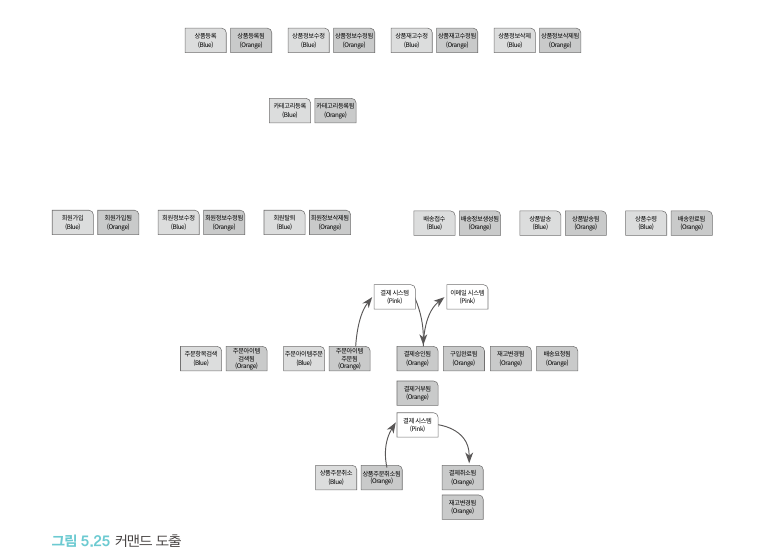 상품등록
(Blue)
상품등록됨
(Orange)
상품정보수정
(Blue)
상품정보수정됨
(Orange)
상품재고수정
(Blue)
상품재고수정됨
(Orange)
상품정보삭제
(Blue)
상품정보삭제됨
(Orange)
카테고리등록
(Blue)
카테고리등록됨
(Orange)
회원가입
(Blue)
회원가입됨
(Orange)
회원정보수정
(Blue)
회원정보수정됨
(Orange)
회원탈퇴
(Blue)
회원정보삭제됨
(Orange)
배송접수
(Blue)
배송정보생성됨
(Orange)
상품발송
(Blue)
상품발송됨
(Orange)
상품수령
(Blue)
배송완료됨
(Orange)
결제 시스템
(Pink)
이메일 시스템
(Pink)
주문항목검색
(Blue)
주문아이템
검색됨
(Orange)
주문아이템주문
(Blue)
주문아이템
주문됨
(Orange)
결제승인됨
(Orange)
구입완료됨
(Orange)
재고변경됨
(Orange)
배송요청됨
(Orange)
결제거부됨
(Orange)
결제 시스템
(Pink)
상품주문취소
(Blue)
상품주문취소됨
(Orange)
결제취소됨
(Orange)
재고변경됨
(Orange)
그림 5.25 커맨드 도출